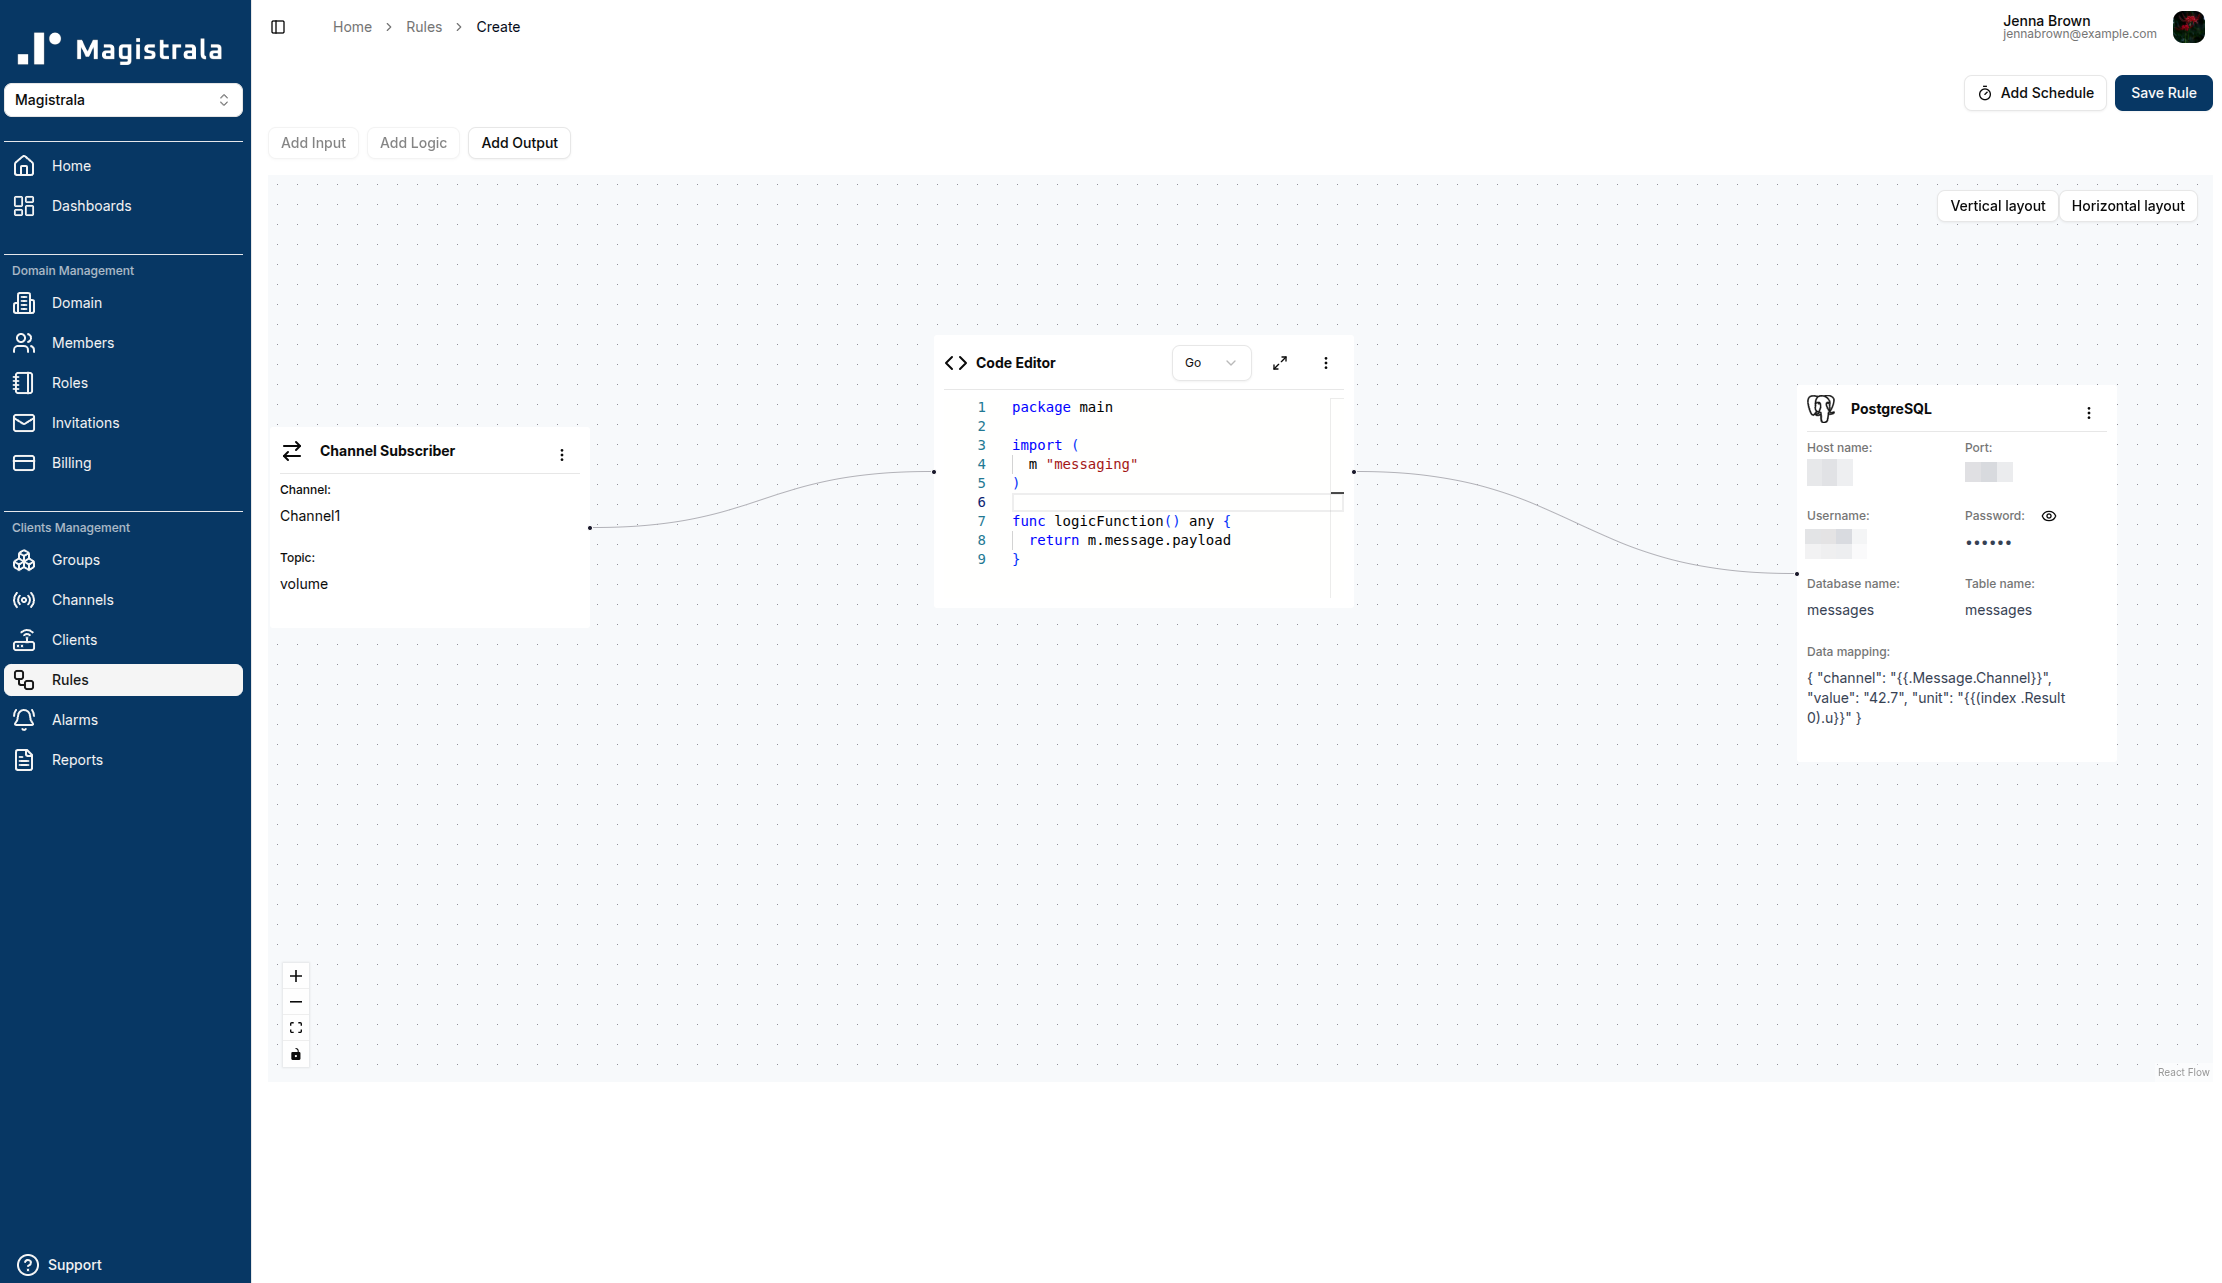 Magistrala
Magistrala
Home
Dashboards
Domain Management
Domain
Members
Roles
Invitations
Billing
Clients Management
Groups
Channels
Clients
Rules
Alarms
Reports
Support
Home > Rules > Create
Jenna Brown
jennabrown@example.com
Add Schedule
Save Rule
Add Input
Add Logic
Add Output
Vertical layout
Horizontal layout
Channel Subscriber
Channel:
Channel1
Topic:
volume
Code Editor
Go
1 package main
2
3 import (
4 m "messaging"
5 )
6
7 func logicFunction() any {
8 return m.message.payload
9 }
PostgreSQL
Host name: Port:
Username: Password:
••••••
Database name: Table name:
messages messages
Data mapping:
{ "channel": "{{.Message.Channel}}",
"value": "42.7", "unit": "{{(index .Result
0).u}}" }
React Flow